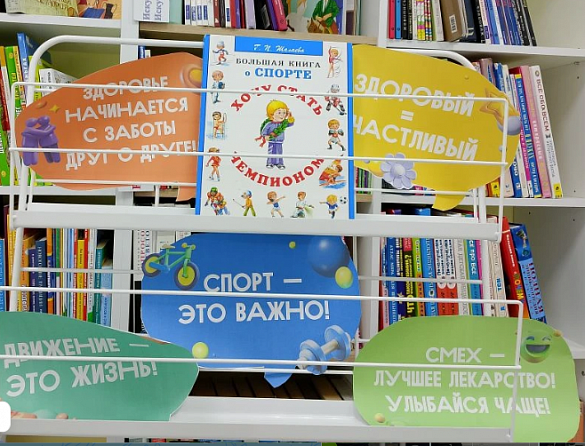 ЗДОРОВЬЕ
НАЧИНАЕТСЯ
С ЗАБОТЫ
ДРУГ О ДРУГЕ!
Г. П. Шалаева
БОЛЬШАЯ КНИГА
о СПОРТЕ
ХОЧУ СТАТЬ
ЧЕМПИОНОМ
ЗДОРОВЫЙ
=
СЧАСТЛИВЫЙ
СПОРТ —
ЭТО ВАЖНО!
ДВИЖЕНИЕ —
ЭТО ЖИЗНЬ!
СМЕХ —
ЛУЧШЕЕ ЛЕКАРСТВО!
УЛЫБАЙСЯ ЧАЩЕ!